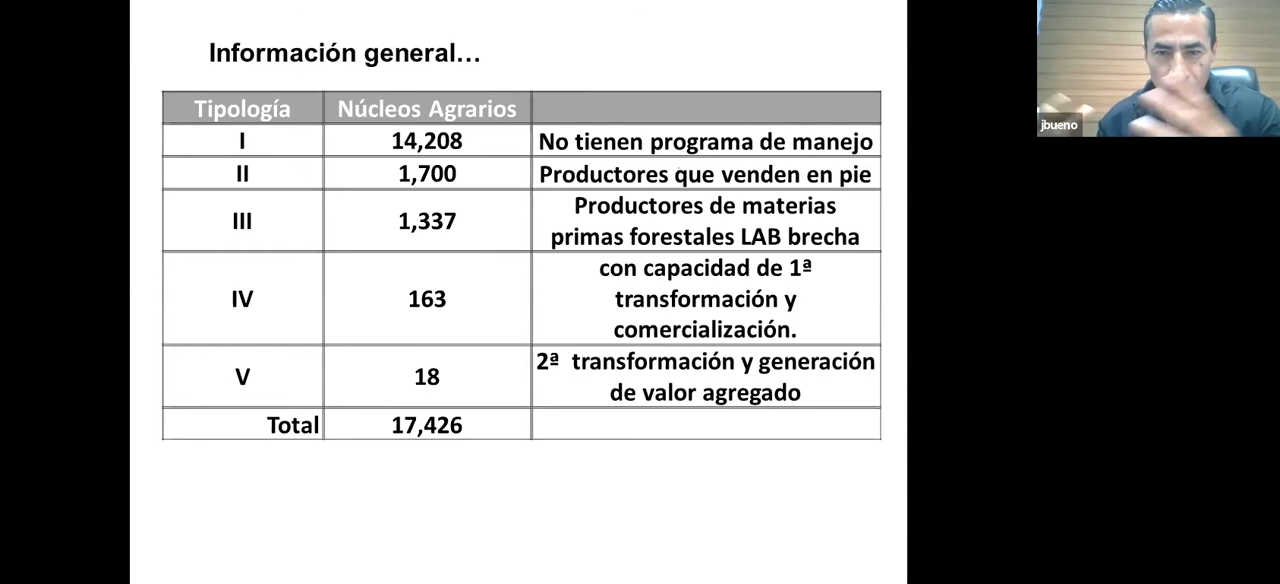 Información general...
Tipología Núcleos Agrarios
I 14,208 No tienen programa de manejo
II 1,700 Productores que venden en pie
III 1,337 Productores de materias
primas forestales LAB brecha
IV 163 con capacidad de 1ª
transformación y
comercialización.
V 18 2ª transformación y generación
de valor agregado
Total 17,426
jbueno